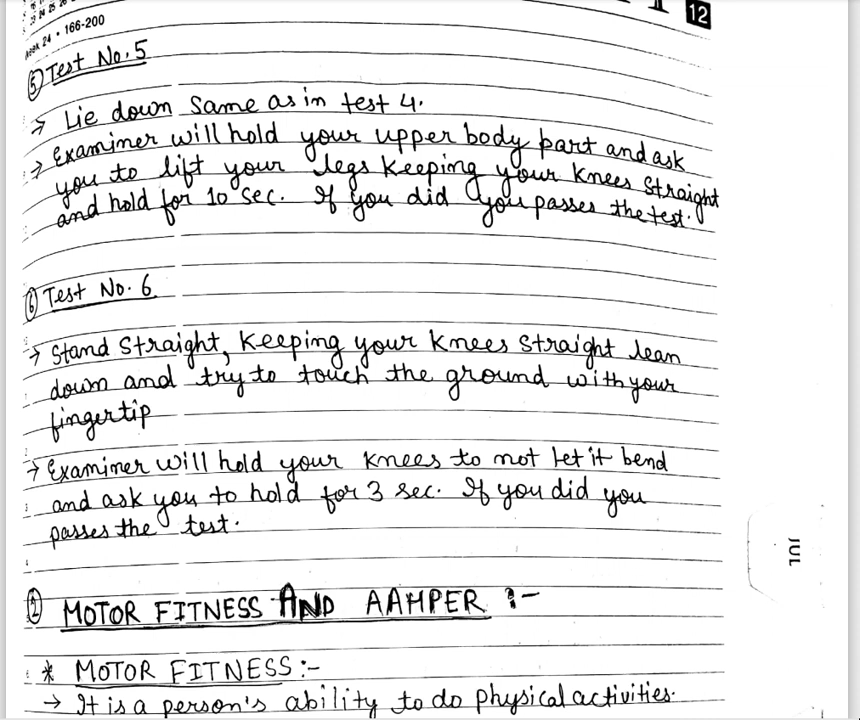 Week 24 • 166-200
12
⑤ Test No. 5
→ Lie down same as in test 4.
→ Examiner will hold your upper body part and ask
you to lift your legs keeping your knees straight
and hold for 10 sec. If you did you passes the test.
⑥ Test No. 6
→ Stand straight, keeping your knees straight lean
down and try to touch the ground with your
fingertip
→ Examiner will hold your knees to not let it bend
and ask you to hold for 3 sec. If you did you
passes the test.
JUL
② MOTOR FITNESS AND AAHPER :-
* MOTOR FITNESS :-
→ It is a person's ability to do physical activities.